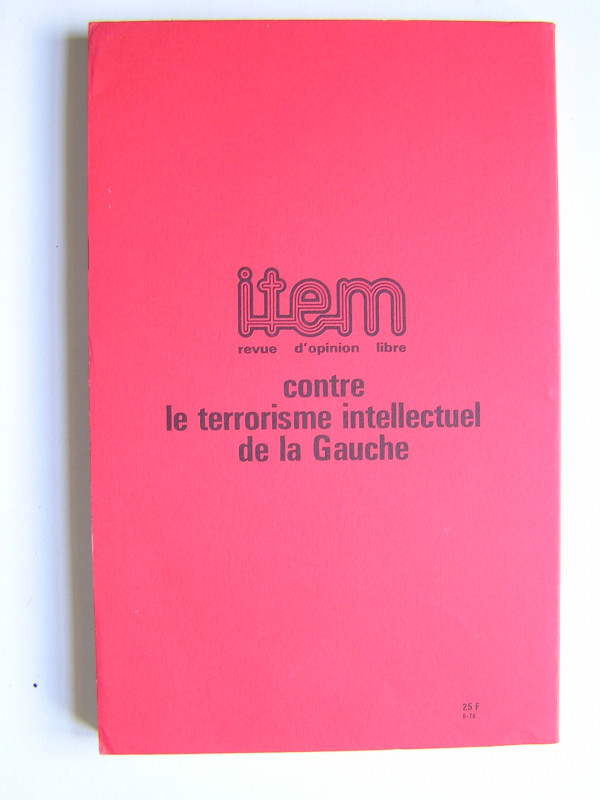 item
revue d'opinion libre
contre
le terrorisme intellectuel
de la Gauche
25 F